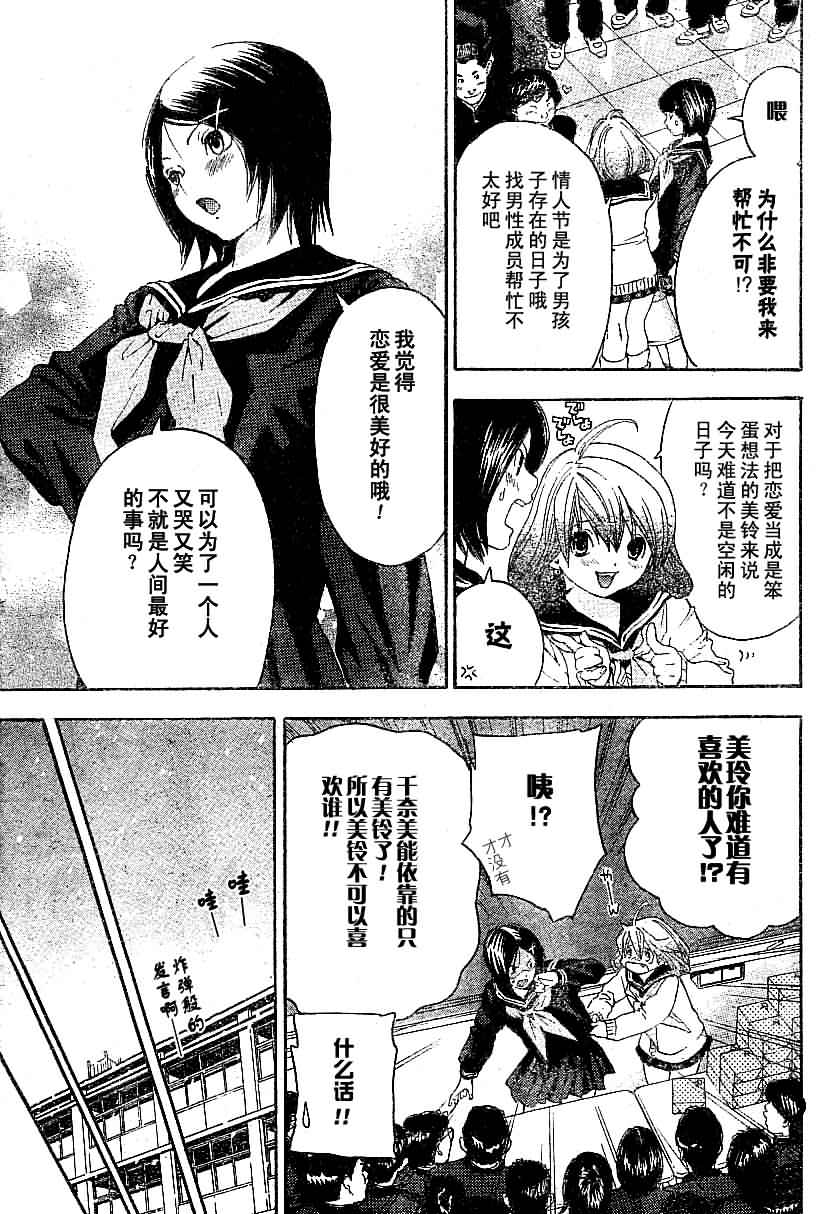 喂
为什么非要我来
帮忙不可!?
情人节是为了男孩
子存在的日子哦
找男性成员帮忙不
太好吧
我觉得
恋爱是很美好的哦！
可以为了一个人
又哭又笑
不就是人间最好
的事吗？
对于把恋爱当成是笨
蛋想法的美铃来说
今天难道不是空闲的
日子吗？
でしょ
でしょ
这
美玲你难道有
喜欢的人了!?
咦!?
才
才没有
千奈美能依靠的只
有美铃了！
所以美铃不可以喜
欢谁!!
什么话!!
哇
哇
炸弹般的
发言啊